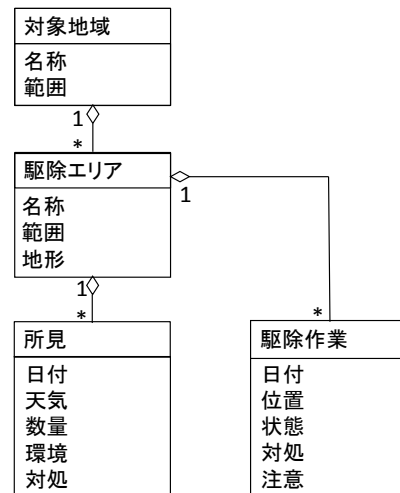 対象地域
名称
範囲
1
*
駆除エリア
名称
範囲
地形
1
1
*
所見
日付
天気
数量
環境
対処
*
駆除作業
日付
位置
状態
対処
注意